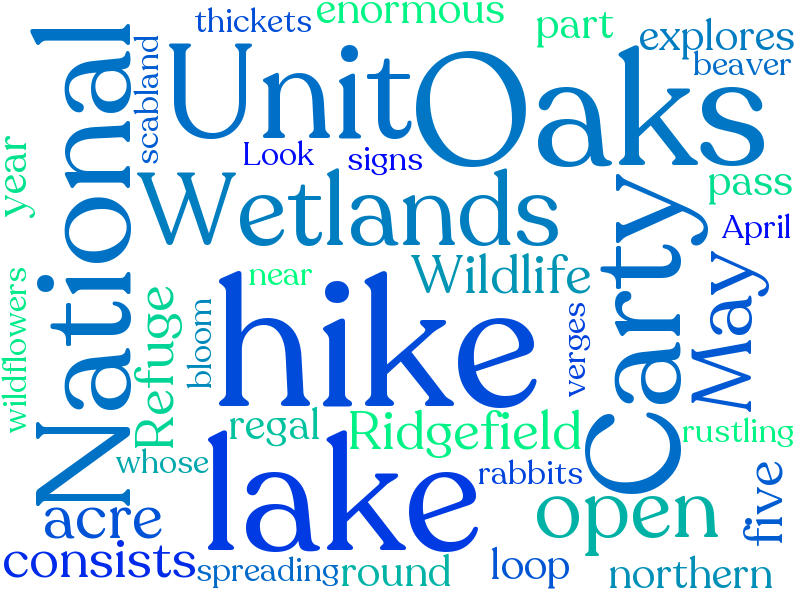 thickets
enormous
part
explores
beaver
National
scabland
Unit
Oaks
year
Look
signs
Wetlands
pass
April
Carty
near
Wildlife
May
wildflowers
Refuge
bloom
hike
verges
regal
Ridgefield
rustling
whose
lake
rabbits
five
acre
open
consists
spreading
round
loop
northern